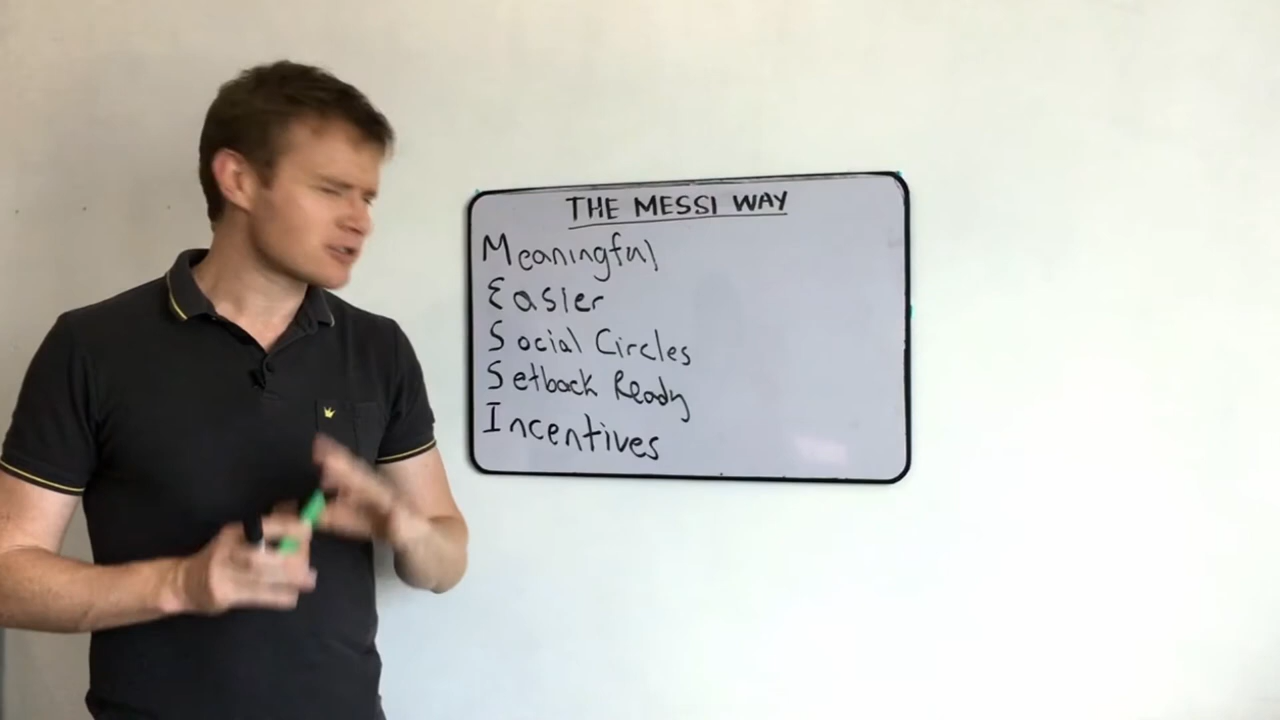 THE MESSI WAY
Meaningful
Easier
Social Circles
Setback Ready
Incentives